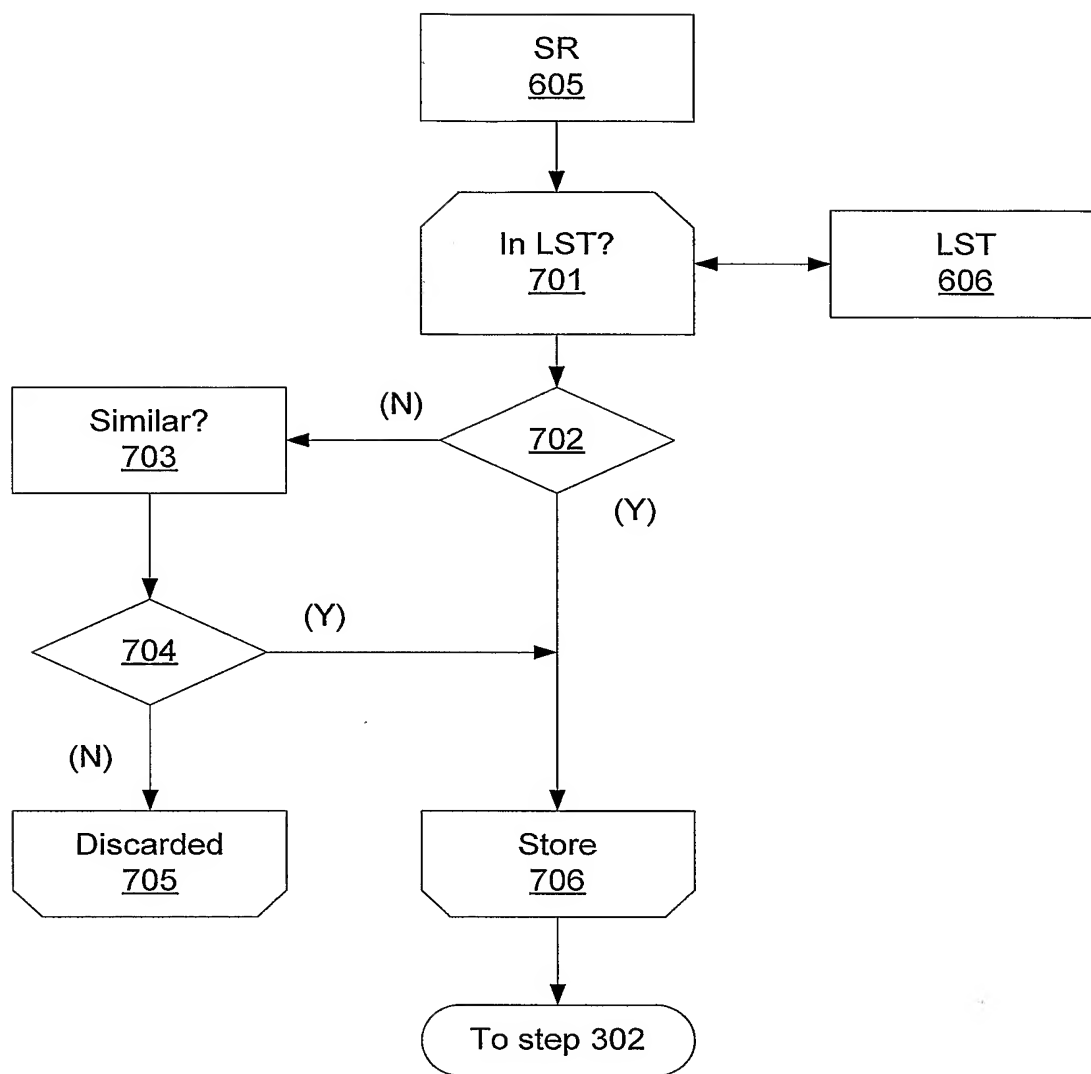 SR
605
In LST?
701
LST
606
(N)
Similar?
703
702
(Y)
(Y)
704
(N)
Discarded
705
Store
706
To step 302